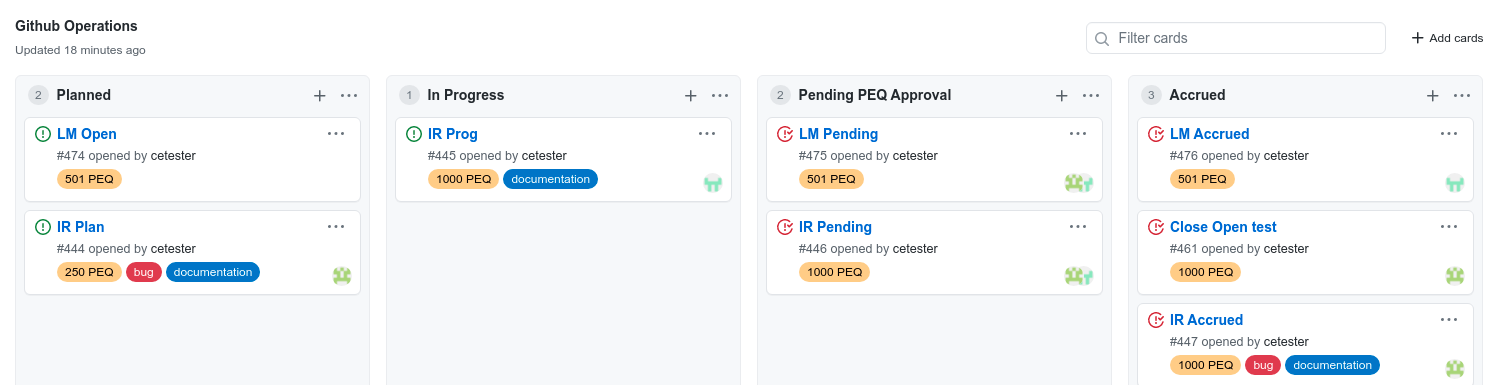 Github Operations
Updated 18 minutes ago
Filter cards
Add cards
2 Planned
LM Open
#474 opened by cetester
501 PEQ
IR Plan
#444 opened by cetester
250 PEQ bug documentation
1 In Progress
IR Prog
#445 opened by cetester
1000 PEQ documentation
2 Pending PEQ Approval
LM Pending
#475 opened by cetester
501 PEQ
IR Pending
#446 opened by cetester
1000 PEQ
3 Accrued
LM Accrued
#476 opened by cetester
501 PEQ
Close Open test
#461 opened by cetester
1000 PEQ
IR Accrued
#447 opened by cetester
1000 PEQ bug documentation